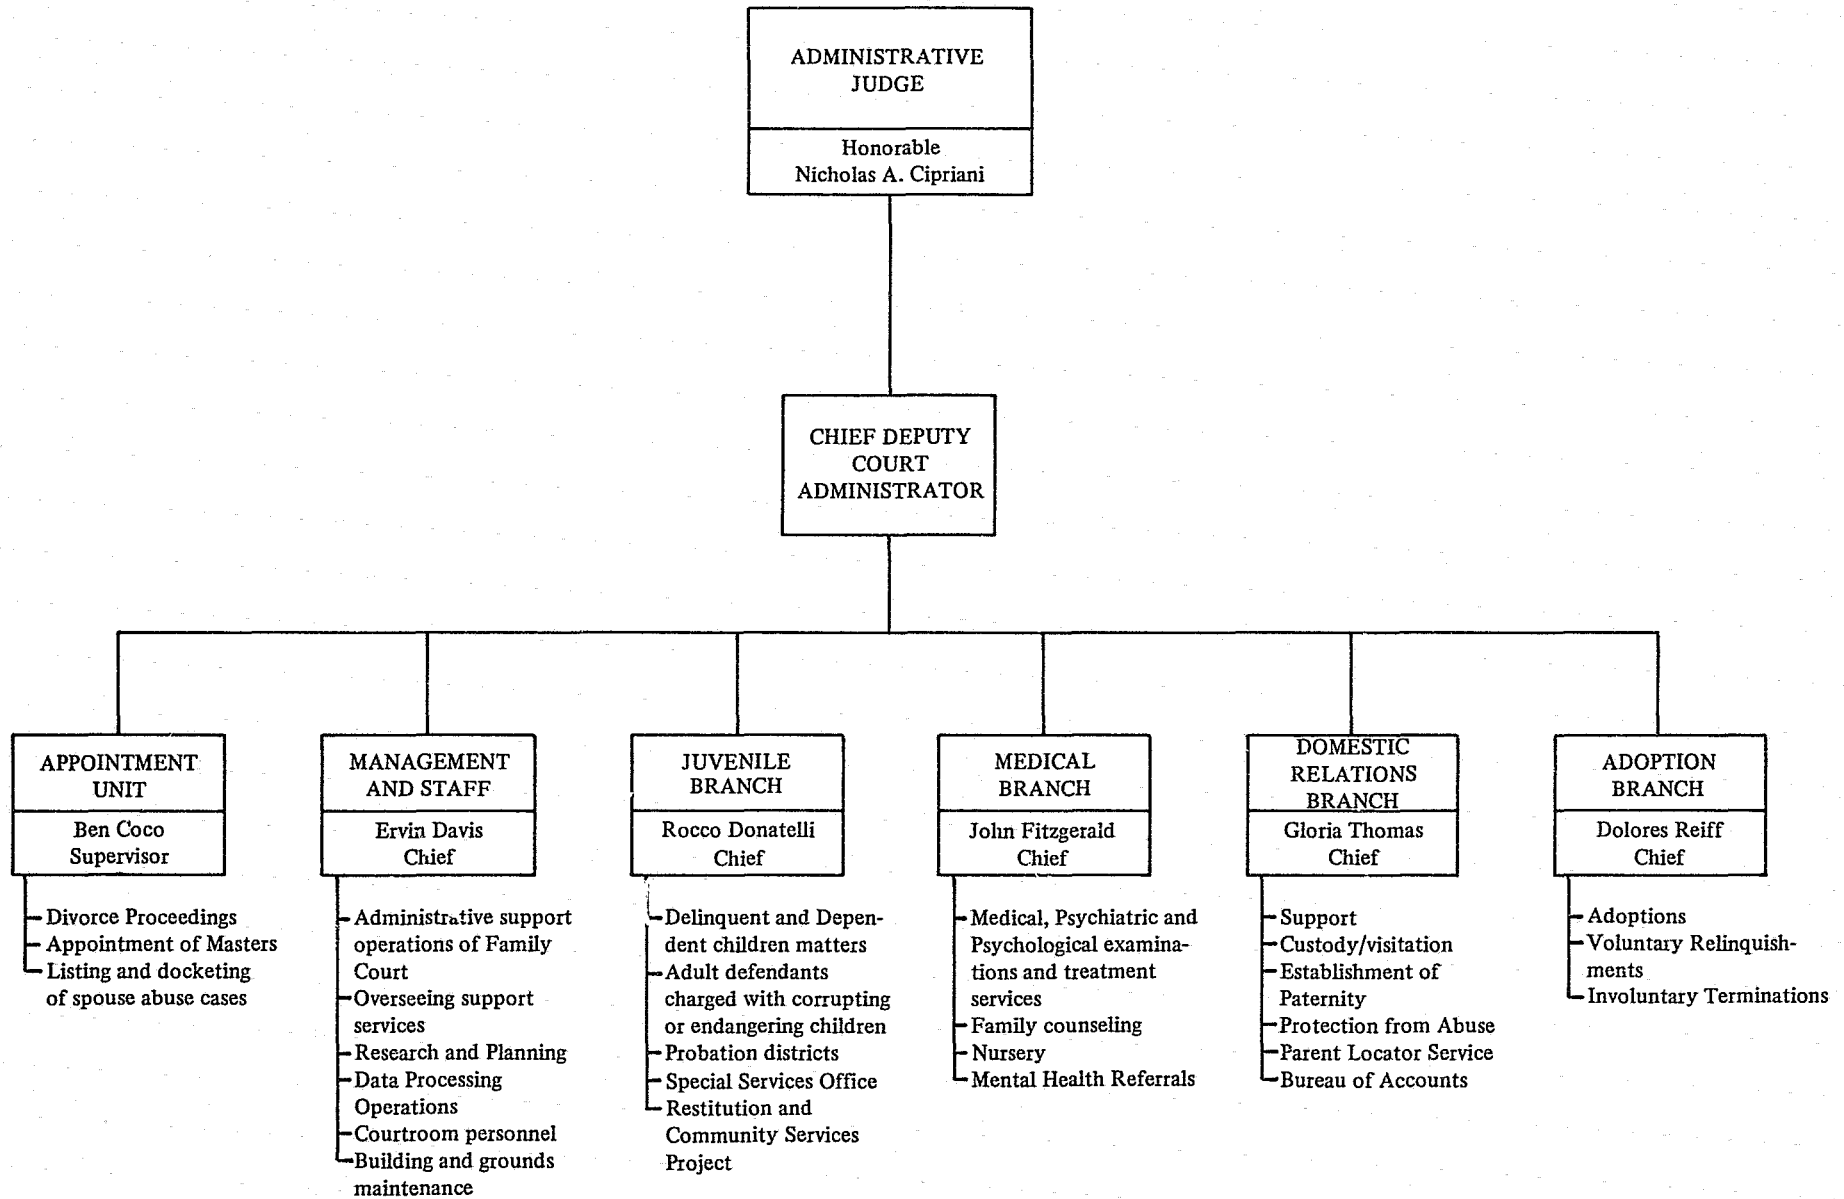 ADMINISTRATIVE
JUDGE
Honorable
Nicholas A. Cipriani
CHIEF DEPUTY
COURT
ADMINISTRATOR
APPOINTMENT
UNIT
Ben Coco
Supervisor
Divorce Proceedings
Appointment of Masters
Listing and docketing
of spouse abuse cases
MANAGEMENT
AND STAFF
Ervin Davis
Chief
Administrative support
operations of Family
Court
Overseeing support
services
Research and Planning
Data Processing
Operations
Courtroom personnel
Building and grounds
maintenance
JUVENILE
BRANCH
Rocco Donatelli
Chief
Delinquent and Depen-
dent children matters
Adult defendants
charged with corrupting
or endangering children
Probation districts
Special Services Office
Restitution and
Community Services
Project
MEDICAL
BRANCH
John Fitzgerald
Chief
Medical, Psychiatric and
Psychological examina-
tions and treatment
services
Family counseling
Nursery
Mental Health Referrals
DOMESTIC
RELATIONS
BRANCH
Gloria Thomas
Chief
Support
Custody/visitation
Establishment of
Paternity
Protection from Abuse
Parent Locator Service
Bureau of Accounts
ADOPTION
BRANCH
Dolores Reiff
Chief
Adoptions
Voluntary Relinquish-
ments
Involuntary Terminations